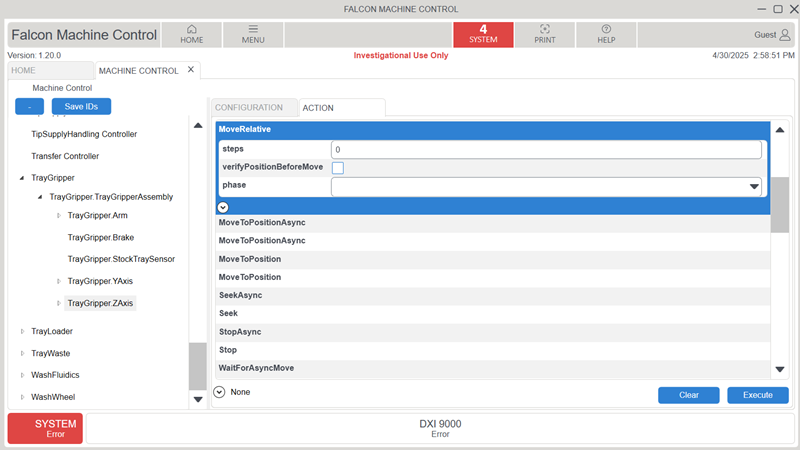 FALCON MACHINE CONTROL
Falcon Machine Control
HOME
MENU
4
SYSTEM
PRINT
HELP
Guest
Version: 1.20.0
Investigational Use Only
4/30/2025 2:58:51 PM
HOME
MACHINE CONTROL X
Machine Control
-
Save IDs
TipSupplyHandling Controller
Transfer Controller
TrayGripper
TrayGripper.TrayGripperAssembly
TrayGripper.Arm
TrayGripper.Brake
TrayGripper.StockTraySensor
TrayGripper.YAxis
TrayGripper.ZAxis
TrayLoader
TrayWaste
WashFluidics
WashWheel
CONFIGURATION
ACTION
MoveRelative
steps
0
verifyPositionBeforeMove
phase
MoveToPositionAsync
MoveToPositionAsync
MoveToPosition
MoveToPosition
SeekAsync
Seek
StopAsync
Stop
WaitForAsyncMove
None
Clear
Execute
SYSTEM
Error
DXI 9000
Error